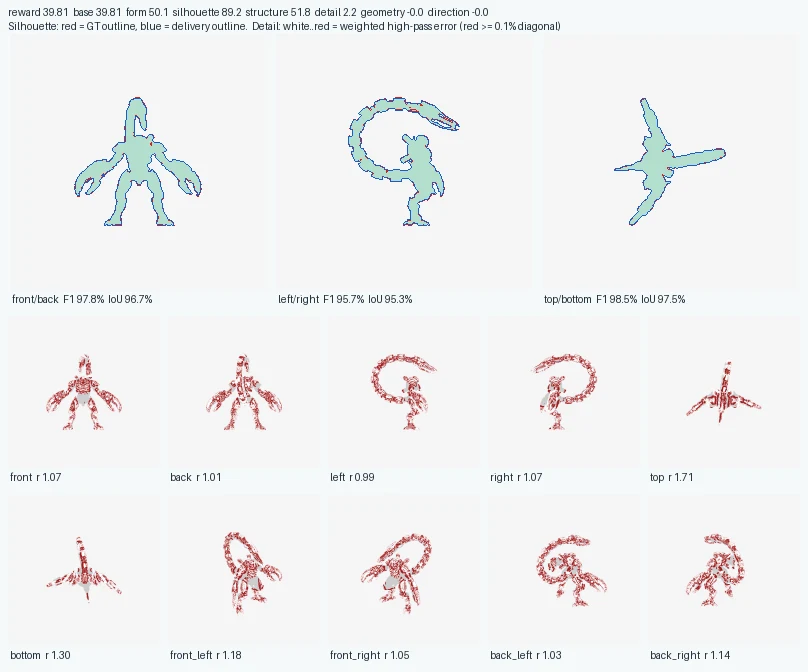 reward 39.81 base 39.81 form 50.1 silhouette 89.2 structure 51.8 detail 2.2 geometry -0.0 direction -0.0
Silhouette: red = GT outline, blue = delivery outline. Detail: white..red = weighted high-pass error (red >= 0.1% diagonal)
front/back F1 97.8% IoU 96.7%
left/right F1 95.7% IoU 95.3%
top/bottom F1 98.5% IoU 97.5%
front r 1.07
back r 1.01
left r 0.99
right r 1.07
top r 1.71
bottom r 1.30
front_left r 1.18
front_right r 1.05
back_left r 1.03
back_right r 1.14